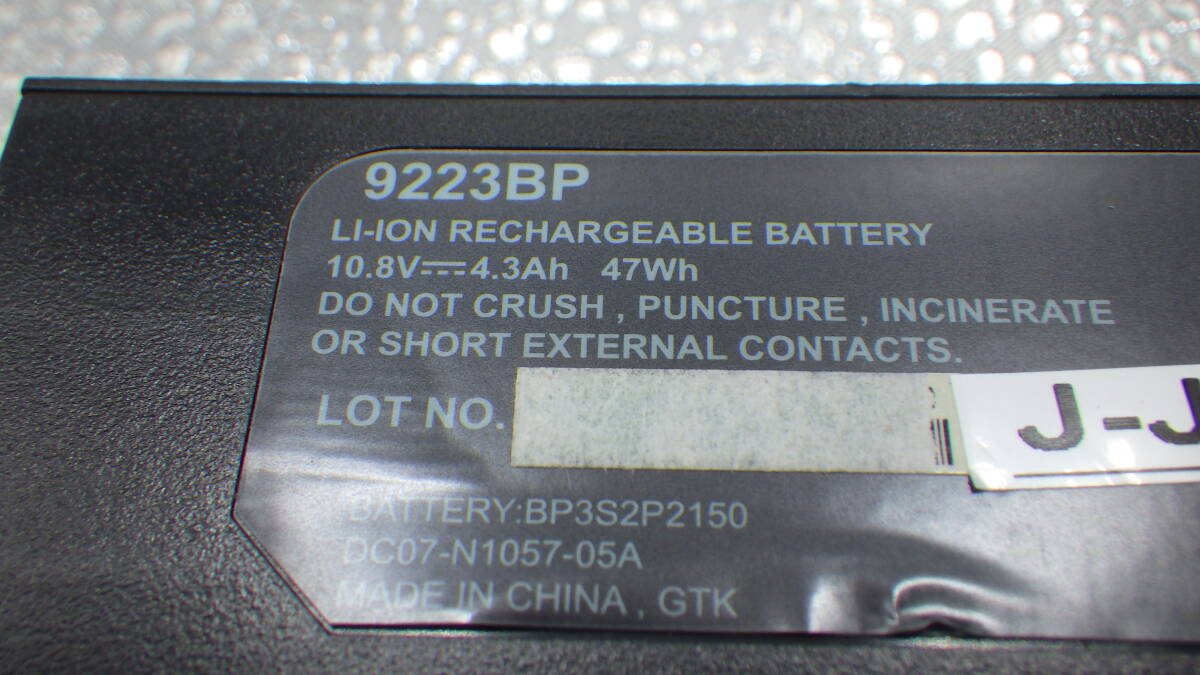 9223BP
LI-ION RECHARGEABLE BATTERY
10.8V⎓4.3Ah 47Wh
DO NOT CRUSH , PUNCTURE , INCINERATE
OR SHORT EXTERNAL CONTACTS.
LOT NO.
J-J
BATTERY:BP3S2P2150
DC07-N1057-05A
MADE IN CHINA , GTK